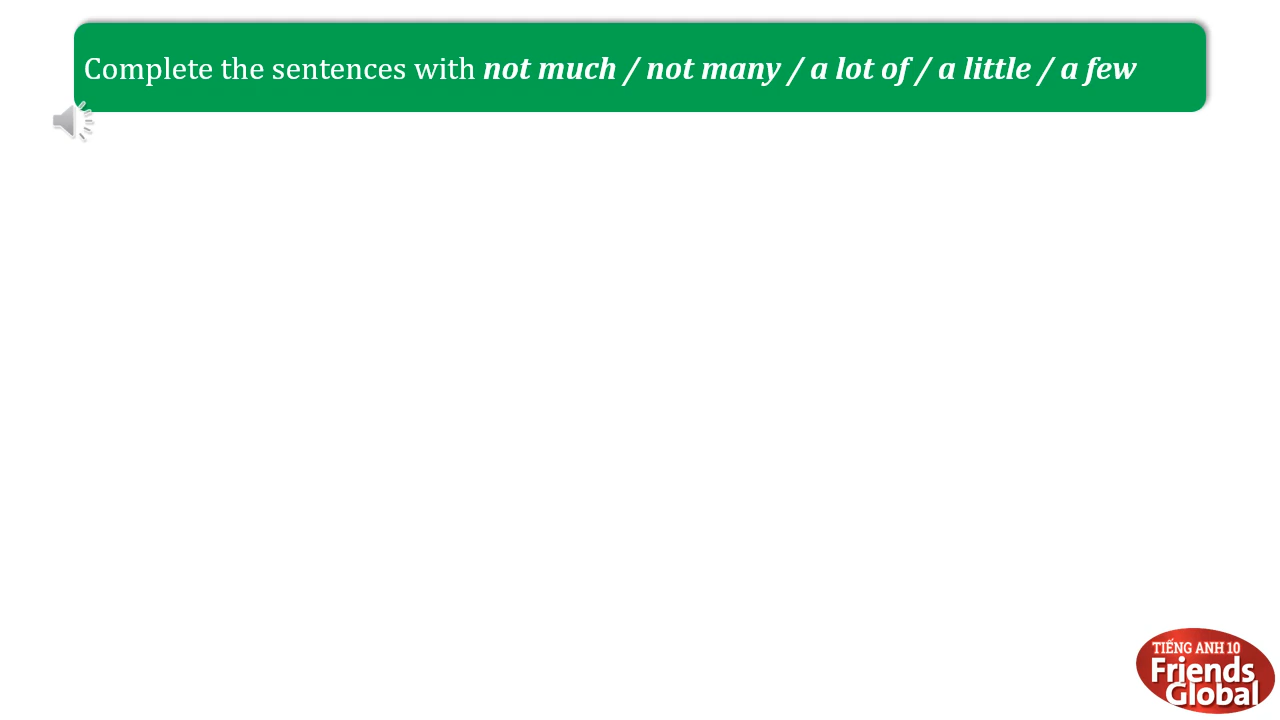 Complete the sentences with not much / not many / a lot of / a little / a few
TIẾNG ANH 10
Friends
Global